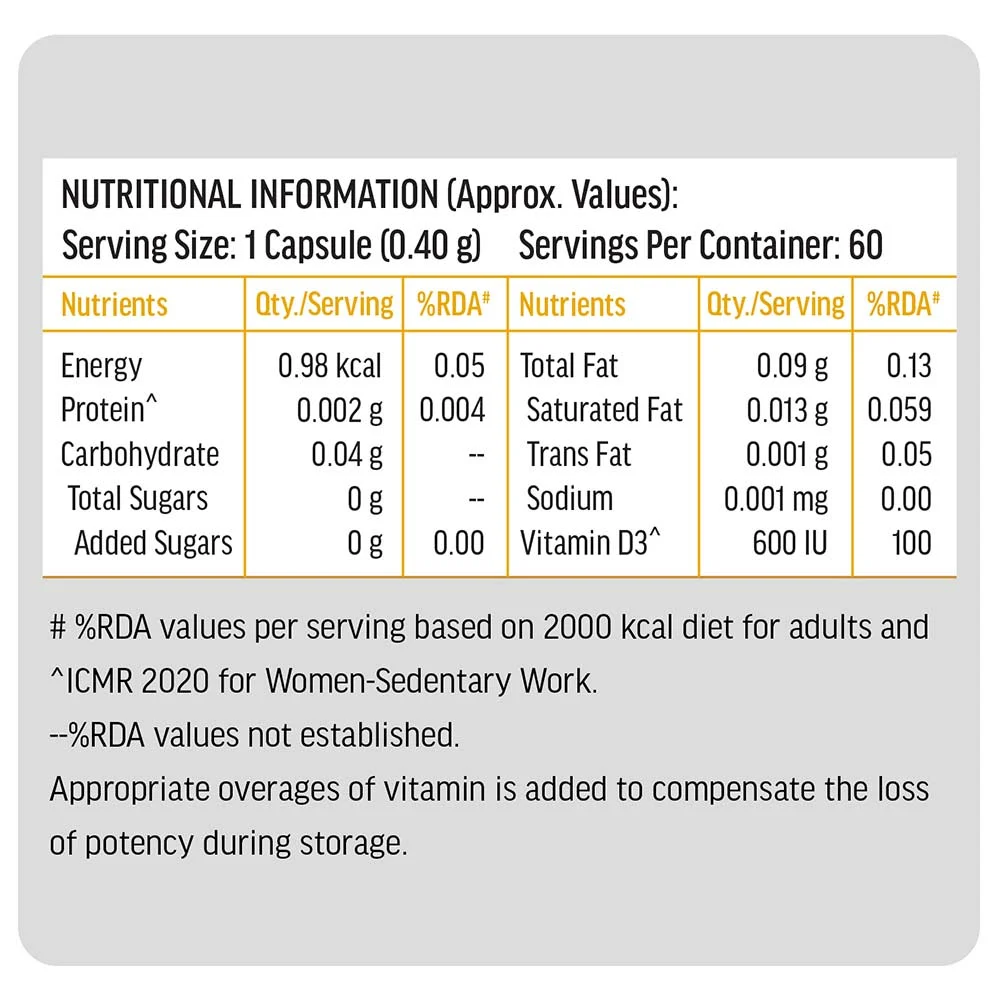 NUTRITIONAL INFORMATION (Approx. Values):
Serving Size: 1 Capsule (0.40 g) Servings Per Container: 60
Nutrients Qty./Serving %RDA# Nutrients Qty./Serving %RDA#
Energy 0.98 kcal 0.05 Total Fat 0.09 g 0.13
Protein^ 0.002 g 0.004 Saturated Fat 0.013 g 0.059
Carbohydrate 0.04 g -- Trans Fat 0.001 g 0.05
Total Sugars 0 g -- Sodium 0.001 mg 0.00
Added Sugars 0 g 0.00 Vitamin D3^ 600 IU 100
# %RDA values per serving based on 2000 kcal diet for adults and
^ICMR 2020 for Women-Sedentary Work.
--%RDA values not established.
Appropriate overages of vitamin is added to compensate the loss
of potency during storage.